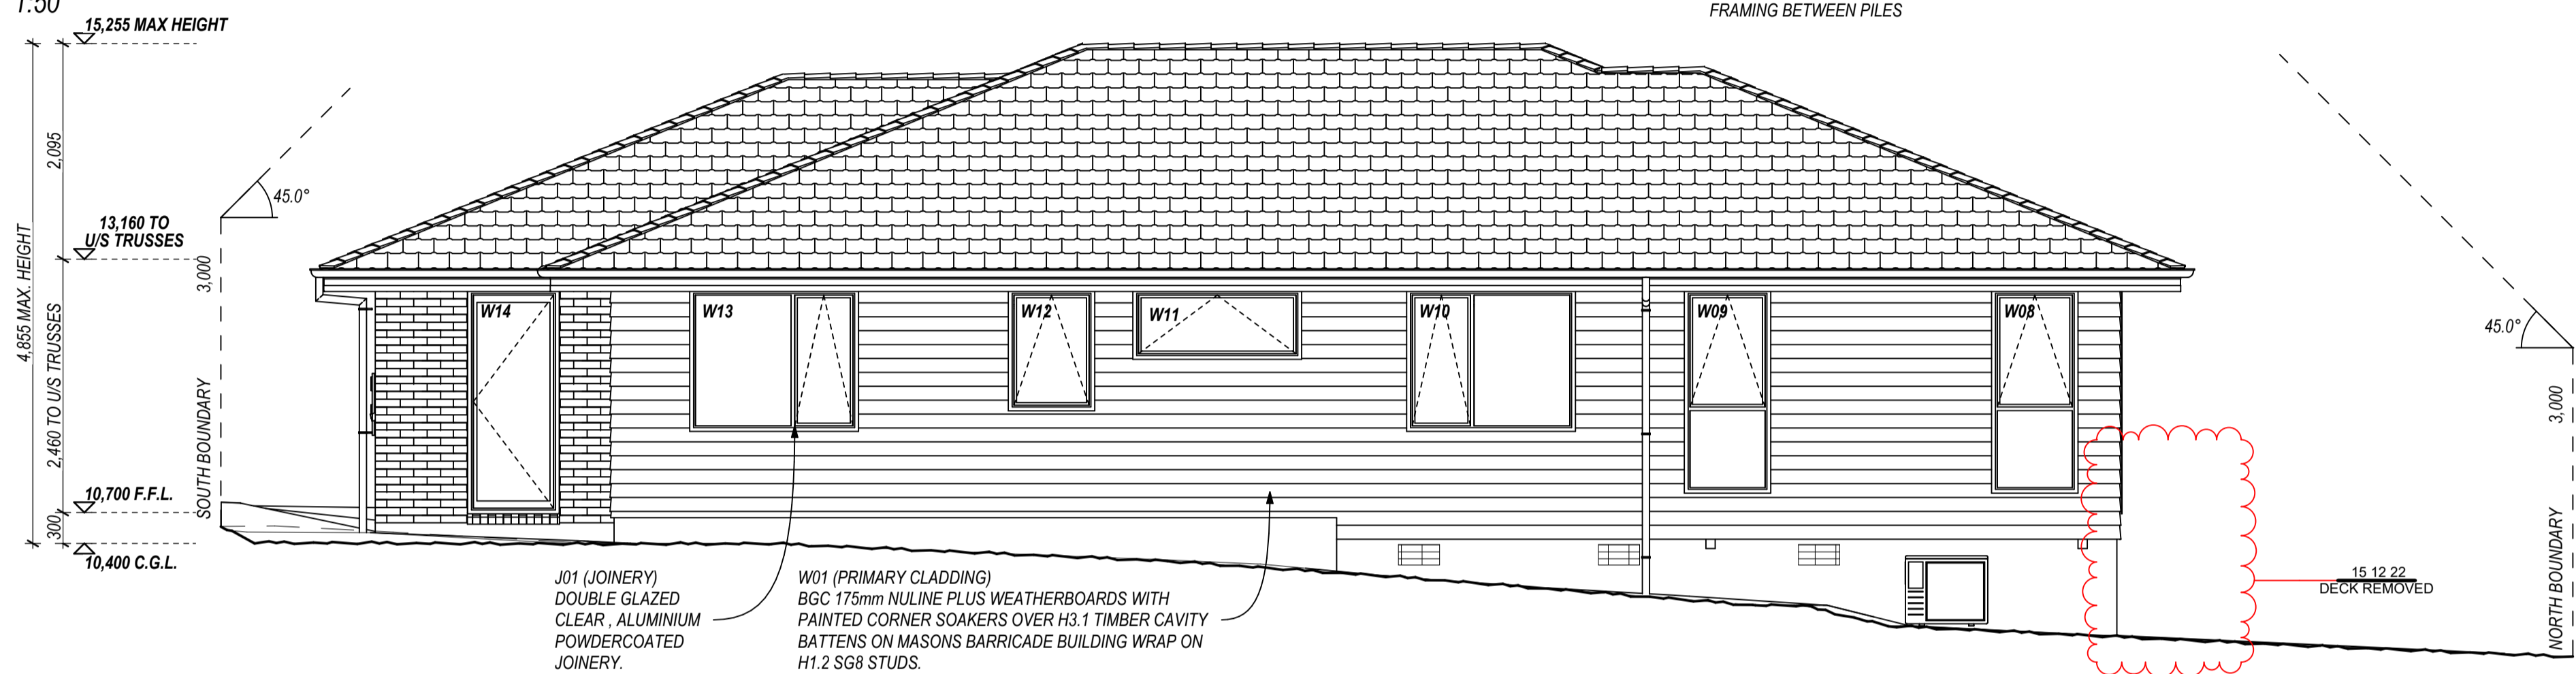 1:50
FRAMING BETWEEN PILES
15,255 MAX HEIGHT
2,095
45.0°
13,160 TO
U/S TRUSSES
4,855 MAX. HEIGHT
3,000
2,460 TO U/S TRUSSES
SOUTH BOUNDARY
10,700 F.F.L.
300
10,400 C.G.L.
W14
W13
W12
W11
W10
W09
W08
45.0°
3,000
NORTH BOUNDARY
J01 (JOINERY)
DOUBLE GLAZED
CLEAR , ALUMINIUM
POWDERCOATED
JOINERY.
W01 (PRIMARY CLADDING)
BGC 175mm NULINE PLUS WEATHERBOARDS WITH
PAINTED CORNER SOAKERS OVER H3.1 TIMBER CAVITY
BATTENS ON MASONS BARRICADE BUILDING WRAP ON
H1.2 SG8 STUDS.
15 12 22
DECK REMOVED